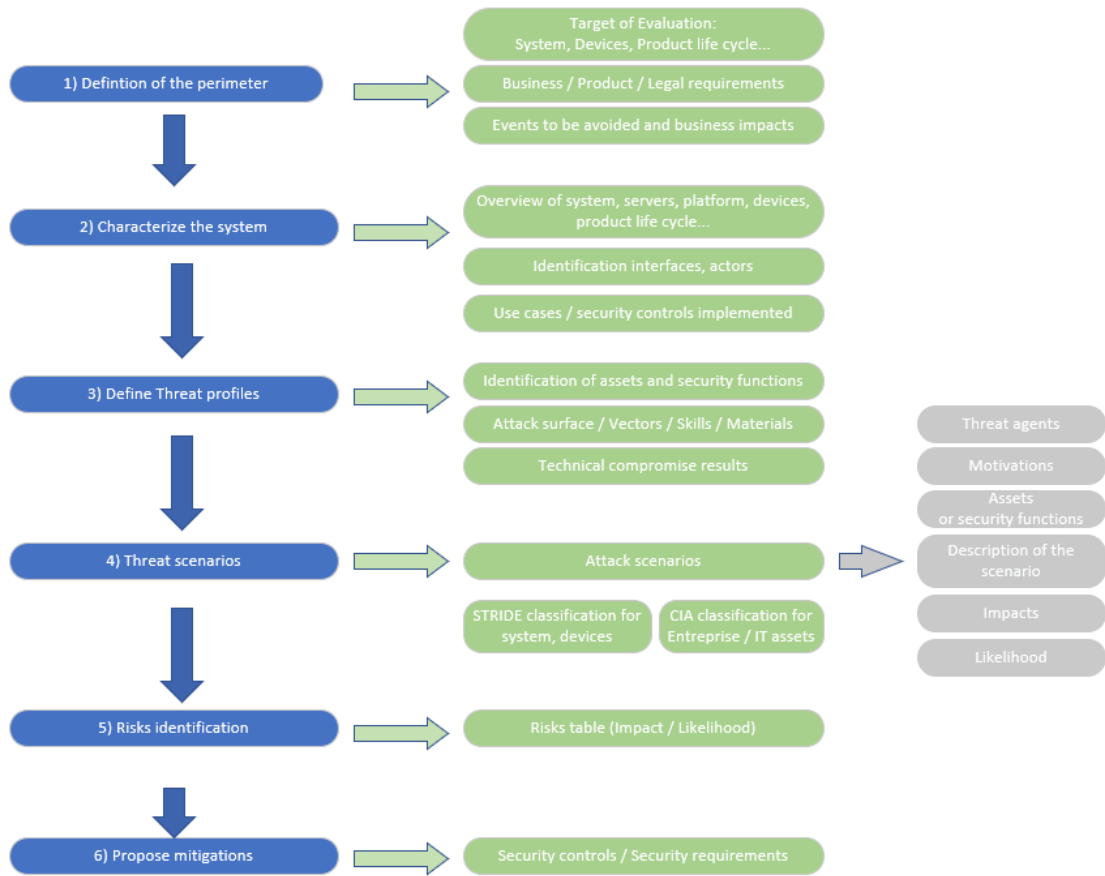 Target of Evaluation:
System, Devices, Product life cycle...
1) Defintion of the perimeter
Business / Product / Legal requirements
Events to be avoided and business impacts
2) Characterize the system
Overview of system, servers, platform, devices,
product life cycle...
Identification interfaces, actors
Use cases / security controls implemented
3) Define Threat profiles
Identification of assets and security functions
Attack surface / Vectors / Skills / Materials
Technical compromise results
4) Threat scenarios
Attack scenarios
STRIDE classification for
system, devices
CIA classification for
Entreprise / IT assets
Threat agents
Motivations
Assets
or security functions
Description of the
scenario
Impacts
Likelihood
5) Risks identification
Risks table (Impact / Likelihood)
6) Propose mitigations
Security controls / Security requirements